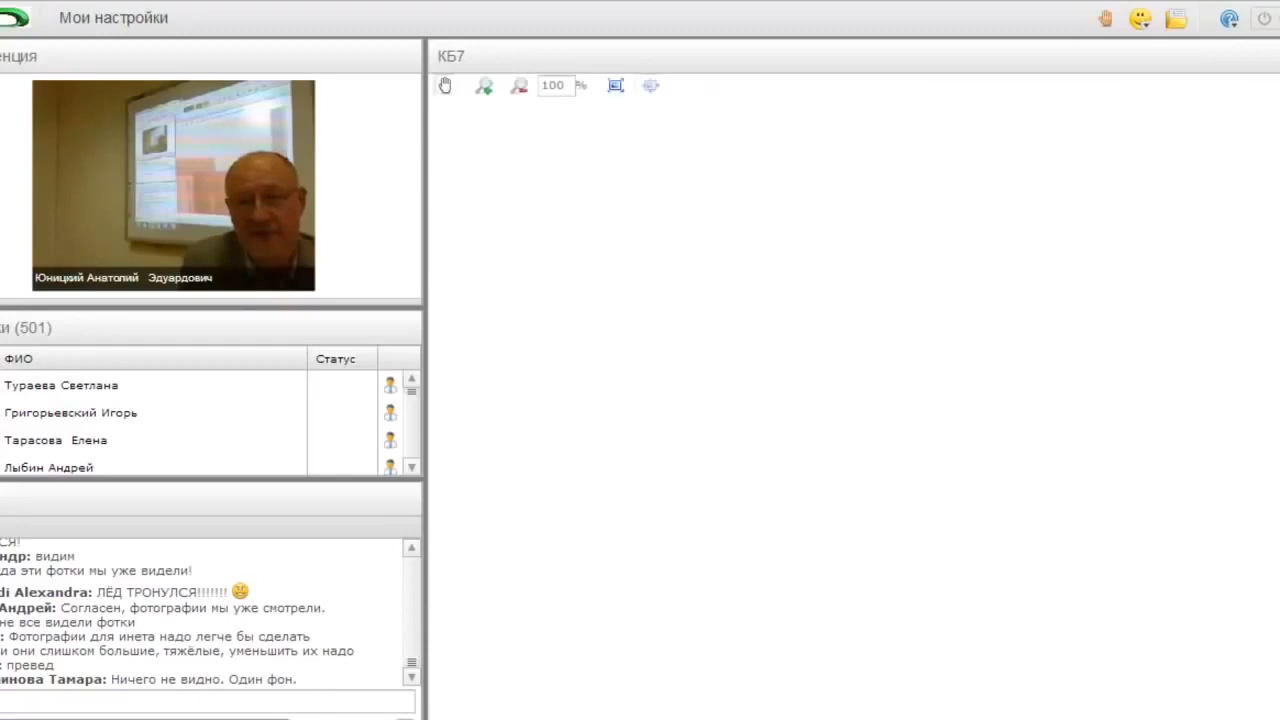 Мои настройки
енция
КБ7
100 %
Юницкий Анатолий Эдуардович
ки (501)
ФИО Статус
Тураева Светлана
Григорьевский Игорь
Тарасова Елена
Лыбин Андрей
СЯ!
ндр: видим
да эти фотки мы уже видели!
di Alexandra: ЛЁД ТРОНУЛСЯ!!!!!!!
Андрей: Согласен, фотографии мы уже смотрели.
не все видели фотки
: Фотографии для инета надо легче бы сделать
и они слишком большие, тяжёлые, уменьшить их надо
: превед
инова Тамара: Ничего не видно. Один фон.